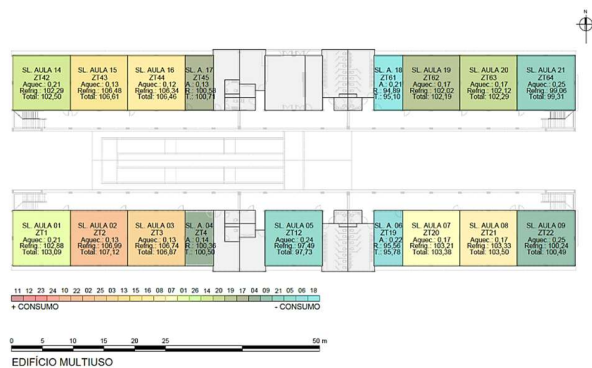 N
SL. AULA 14
ZT42
Aquec.: 0,21
Refrig.: 102,29
Total: 102,50
SL. AULA 15
ZT43
Aquec.: 0,13
Refrig.: 106,48
Total: 106,61
SL. AULA 16
ZT44
Aquec.: 0,12
Refrig.: 106,34
Total: 106,46
SL. A. 17
ZT45
A.: 0,13
R.: 100,58
T.: 100,71
SL. A. 18
ZT61
A.: 0,21
R.: 94,89
T.: 95,10
SL. AULA 19
ZT62
Aquec.: 0,17
Refrig.: 102,02
Total: 102,19
SL. AULA 20
ZT63
Aquec.: 0,17
Refrig.: 102,12
Total: 102,29
SL. AULA 21
ZT64
Aquec.: 0,25
Refrig.: 99,06
Total: 99,31
SL. AULA 01
ZT1
Aquec.: 0,21
Refrig.: 102,88
Total: 103,09
SL. AULA 02
ZT2
Aquec.: 0,13
Refrig.: 106,99
Total: 107,12
SL. AULA 03
ZT3
Aquec.: 0,13
Refrig.: 106,74
Total: 106,87
SL. A. 04
ZT4
A.: 0,14
R.: 100,36
T.: 100,50
SL. AULA 05
ZT12
Aquec.: 0,24
Refrig.: 97,49
Total: 97,73
SL. A. 06
ZT19
A.: 0,22
R.: 95,56
T.: 95,78
SL. AULA 07
ZT20
Aquec.: 0,17
Refrig.: 103,21
Total: 103,38
SL. AULA 08
ZT21
Aquec.: 0,17
Refrig.: 103,33
Total: 103,50
SL. AULA 09
ZT22
Aquec.: 0,25
Refrig.: 100,24
Total: 100,49
11 12 23 24 10 22 02 25 03 13 15 16 08 07 01 26 14 20 19 17 04 09 21 05 06 18
+ CONSUMO - CONSUMO
0 5 10 15 20 25 50 m
EDIFÍCIO MULTIUSO